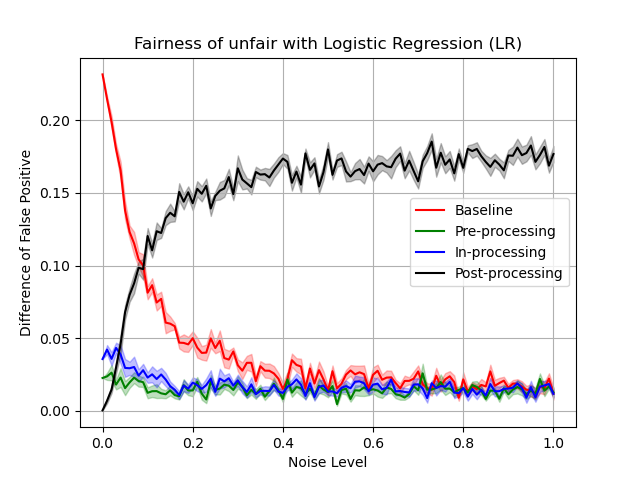 Fairness of unfair with Logistic Regression (LR)
Difference of False Positive
0.20
0.15
0.10
0.05
0.00
Baseline
Pre-processing
In-processing
Post-processing
0.0 0.2 0.4 0.6 0.8 1.0
Noise Level